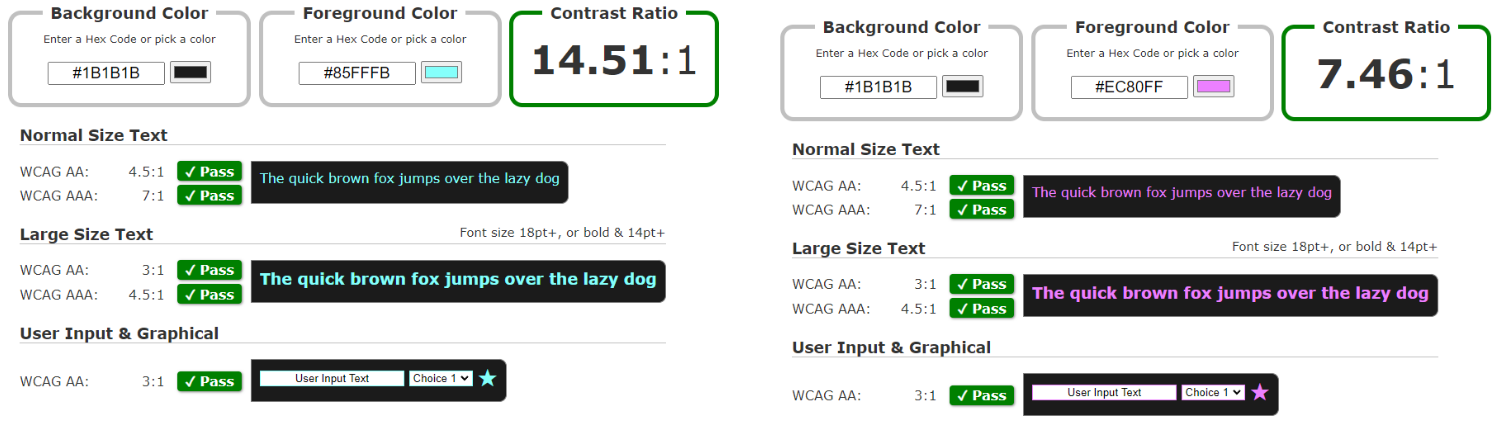 Background Color
Foreground Color
Contrast Ratio
Enter a Hex Code or pick a color
Enter a Hex Code or pick a color
#1B1B1B
#85FFFB
14.51:1
Normal Size Text
WCAG AA: 4.5:1 ✓ Pass
WCAG AAA: 7:1 ✓ Pass
The quick brown fox jumps over the lazy dog
Large Size Text
Font size 18pt+, or bold & 14pt+
WCAG AA: 3:1 ✓ Pass
WCAG AAA: 4.5:1 ✓ Pass
The quick brown fox jumps over the lazy dog
User Input & Graphical
WCAG AA: 3:1 ✓ Pass
User Input Text
Choice 1
Background Color
Foreground Color
Contrast Ratio
Enter a Hex Code or pick a color
Enter a Hex Code or pick a color
#1B1B1B
#EC80FF
7.46:1
Normal Size Text
WCAG AA: 4.5:1 ✓ Pass
WCAG AAA: 7:1 ✓ Pass
The quick brown fox jumps over the lazy dog
Large Size Text
Font size 18pt+, or bold & 14pt+
WCAG AA: 3:1 ✓ Pass
WCAG AAA: 4.5:1 ✓ Pass
The quick brown fox jumps over the lazy dog
User Input & Graphical
WCAG AA: 3:1 ✓ Pass
User Input Text
Choice 1